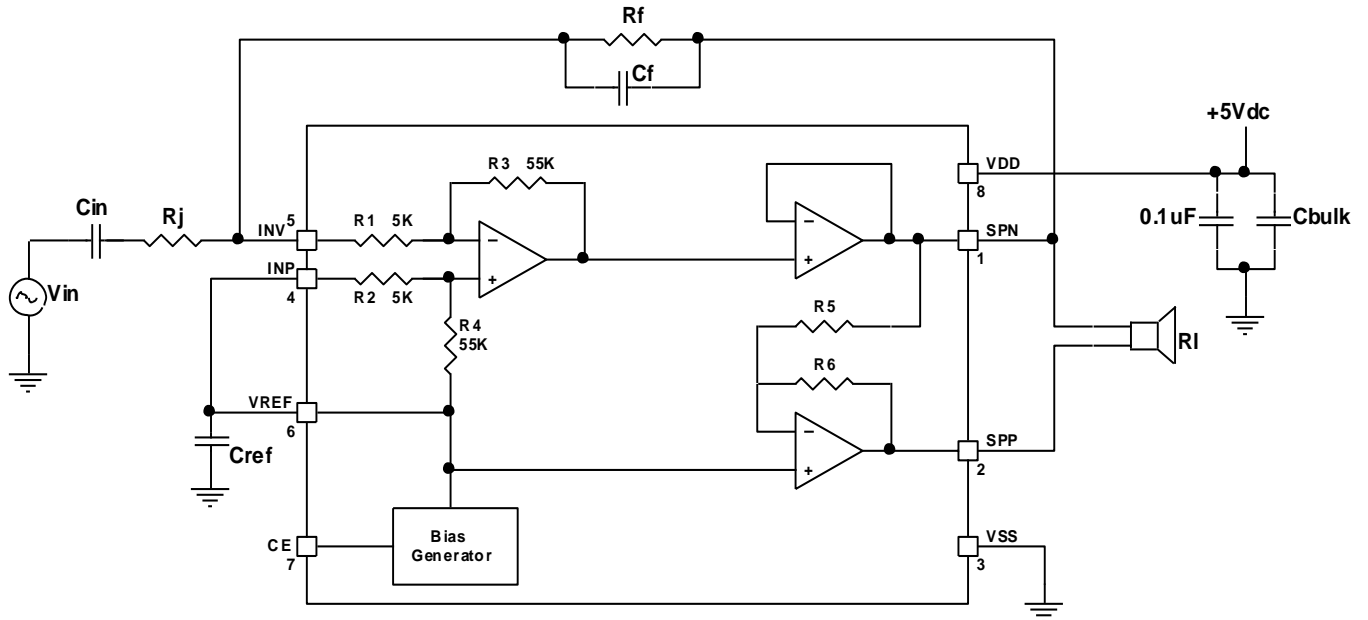 Rf
Cf
+5Vdc
VDD
8
R3 55K
Cin
Rj
5
INV
R1 5K
−
+
−
+
0.1uF
Cbulk
SPN
1
INP
4
R2 5K
Vin
R4
55K
R5
Rl
R6
VREF
6
Cref
−
+
SPP
2
Bias
Generator
CE
7
VSS
3